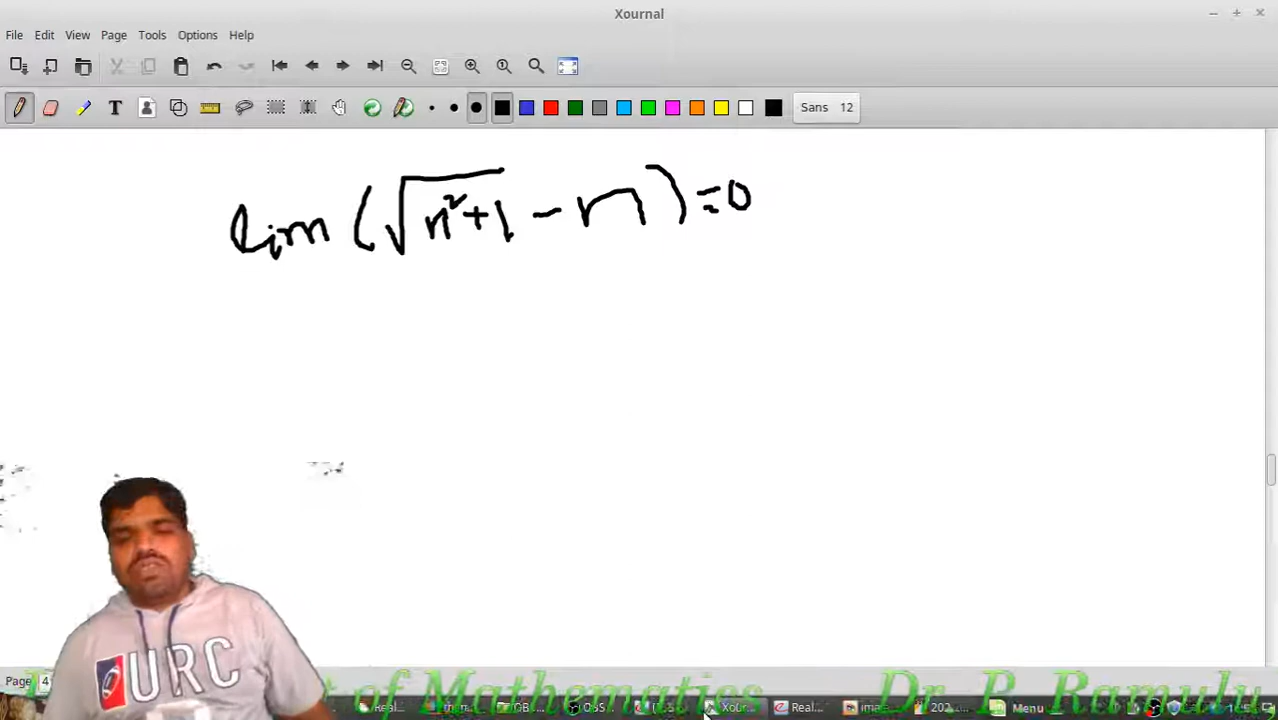 Xournal
File Edit View Page Tools Options Help
Sans 12
lim (√n²+1 - n) = 0
URC
Page 4
of Mathematics Dr. P. Ramulu
Menu